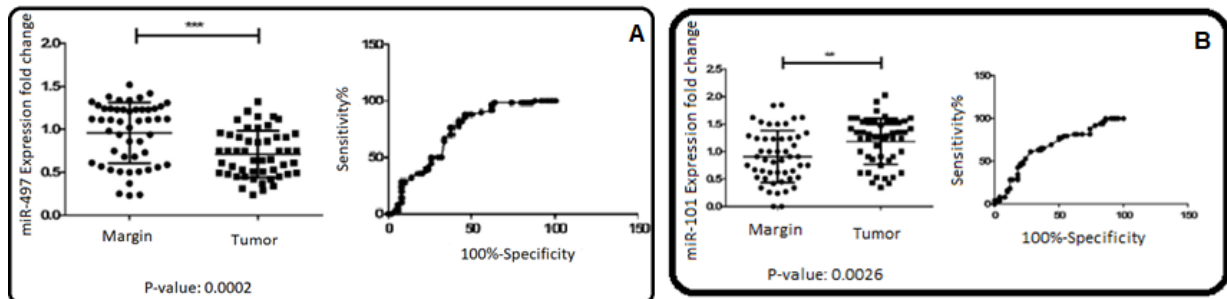 A
***
miR-497 Expression fold change
2.0
1.5
1.0
0.5
0.0
Margin
Tumor
P-value: 0.0002
Sensitivity%
150
100
50
0
0
50
100
150
100%-Specificity
B
**
miR-101 Expression fold change
2.5
2.0
1.5
1.0
0.5
0.0
Margin
Tumor
P-value: 0.0026
Sensitivity%
150
100
50
0
0
50
100
150
100%-Specificity